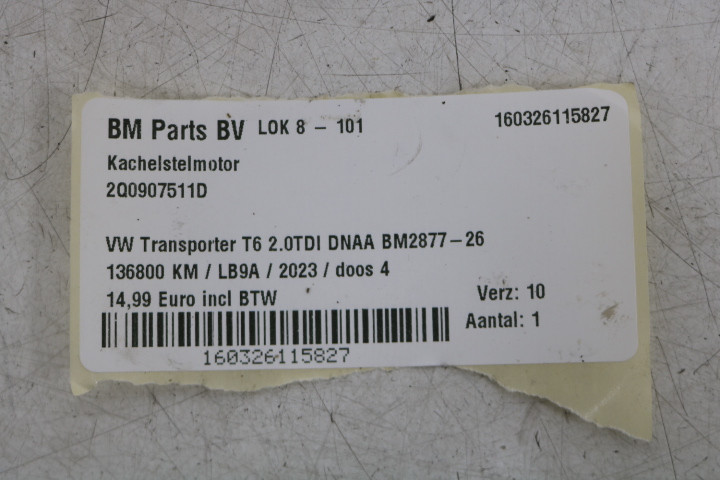 BM Parts BV LOK 8 - 101 160326115827
Kachelstelmotor
2Q0907511D
VW Transporter T6 2.0TDI DNAA BM2877-26
136800 KM / LB9A / 2023 / doos 4
14,99 Euro incl BTW Verz: 10
Aantal: 1
160326115827